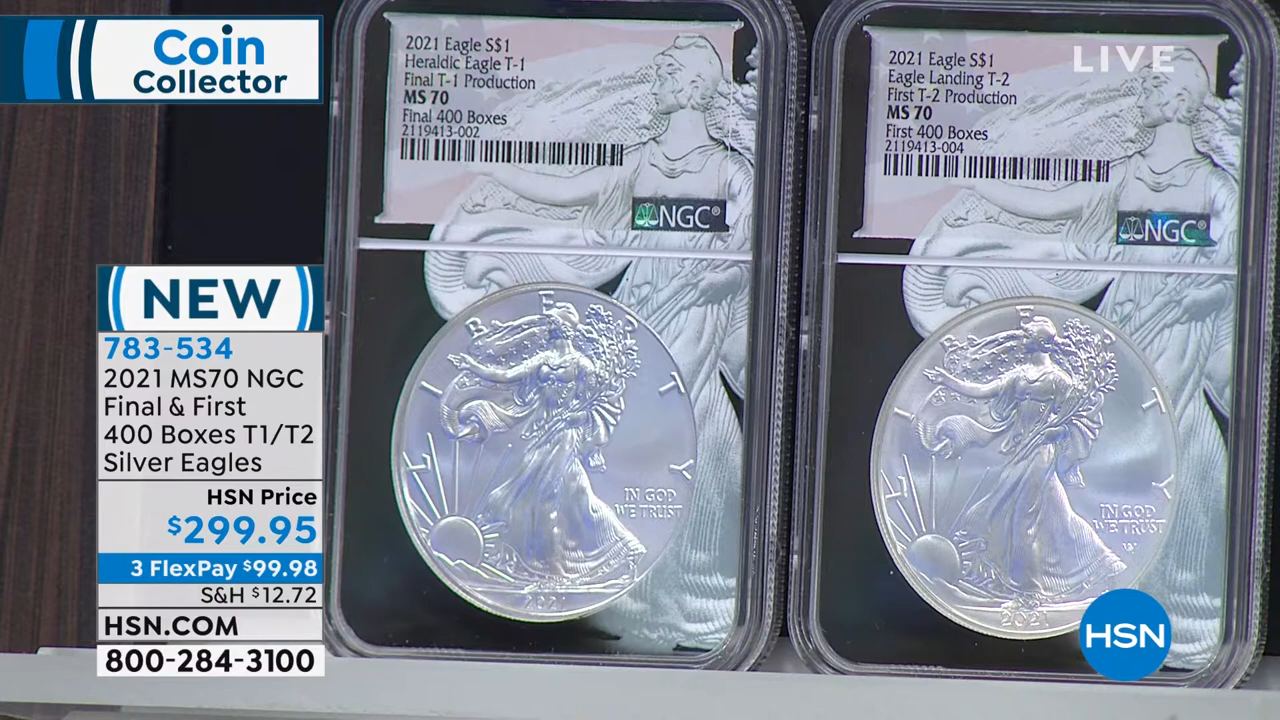 Coin
Collector
LIVE
2021 Eagle S$1
Heraldic Eagle T-1
Final T-1 Production
MS 70
Final 400 Boxes
2119413-002
NGC®
2021 Eagle S$1
Eagle Landing T-2
First T-2 Production
MS 70
First 400 Boxes
2119413-004
NGC®
LIBERTY
IN GOD
WE TRUST
2021
LIBERTY
IN GOD
WE TRUST
2021
NEW
783-534
2021 MS70 NGC
Final & First
400 Boxes T1/T2
Silver Eagles
HSN Price
$299.95
3 FlexPay $99.98
S&H $12.72
HSN.COM
800-284-3100
HSN